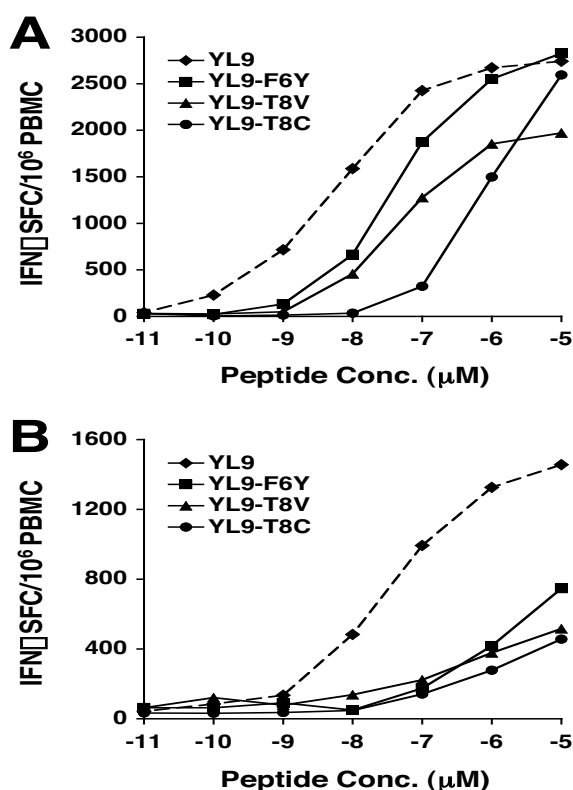 A
3000
2500
2000
1500
1000
500
0
YL9
YL9-F6Y
YL9-T8V
YL9-T8C
IFN▯SFC/10⁶ PBMC
-11 -10 -9 -8 -7 -6 -5
Peptide Conc. (μM)
B
1600
1200
800
400
0
YL9
YL9-F6Y
YL9-T8V
YL9-T8C
IFN▯SFC/10⁶ PBMC
-11 -10 -9 -8 -7 -6 -5
Peptide Conc. (μM)